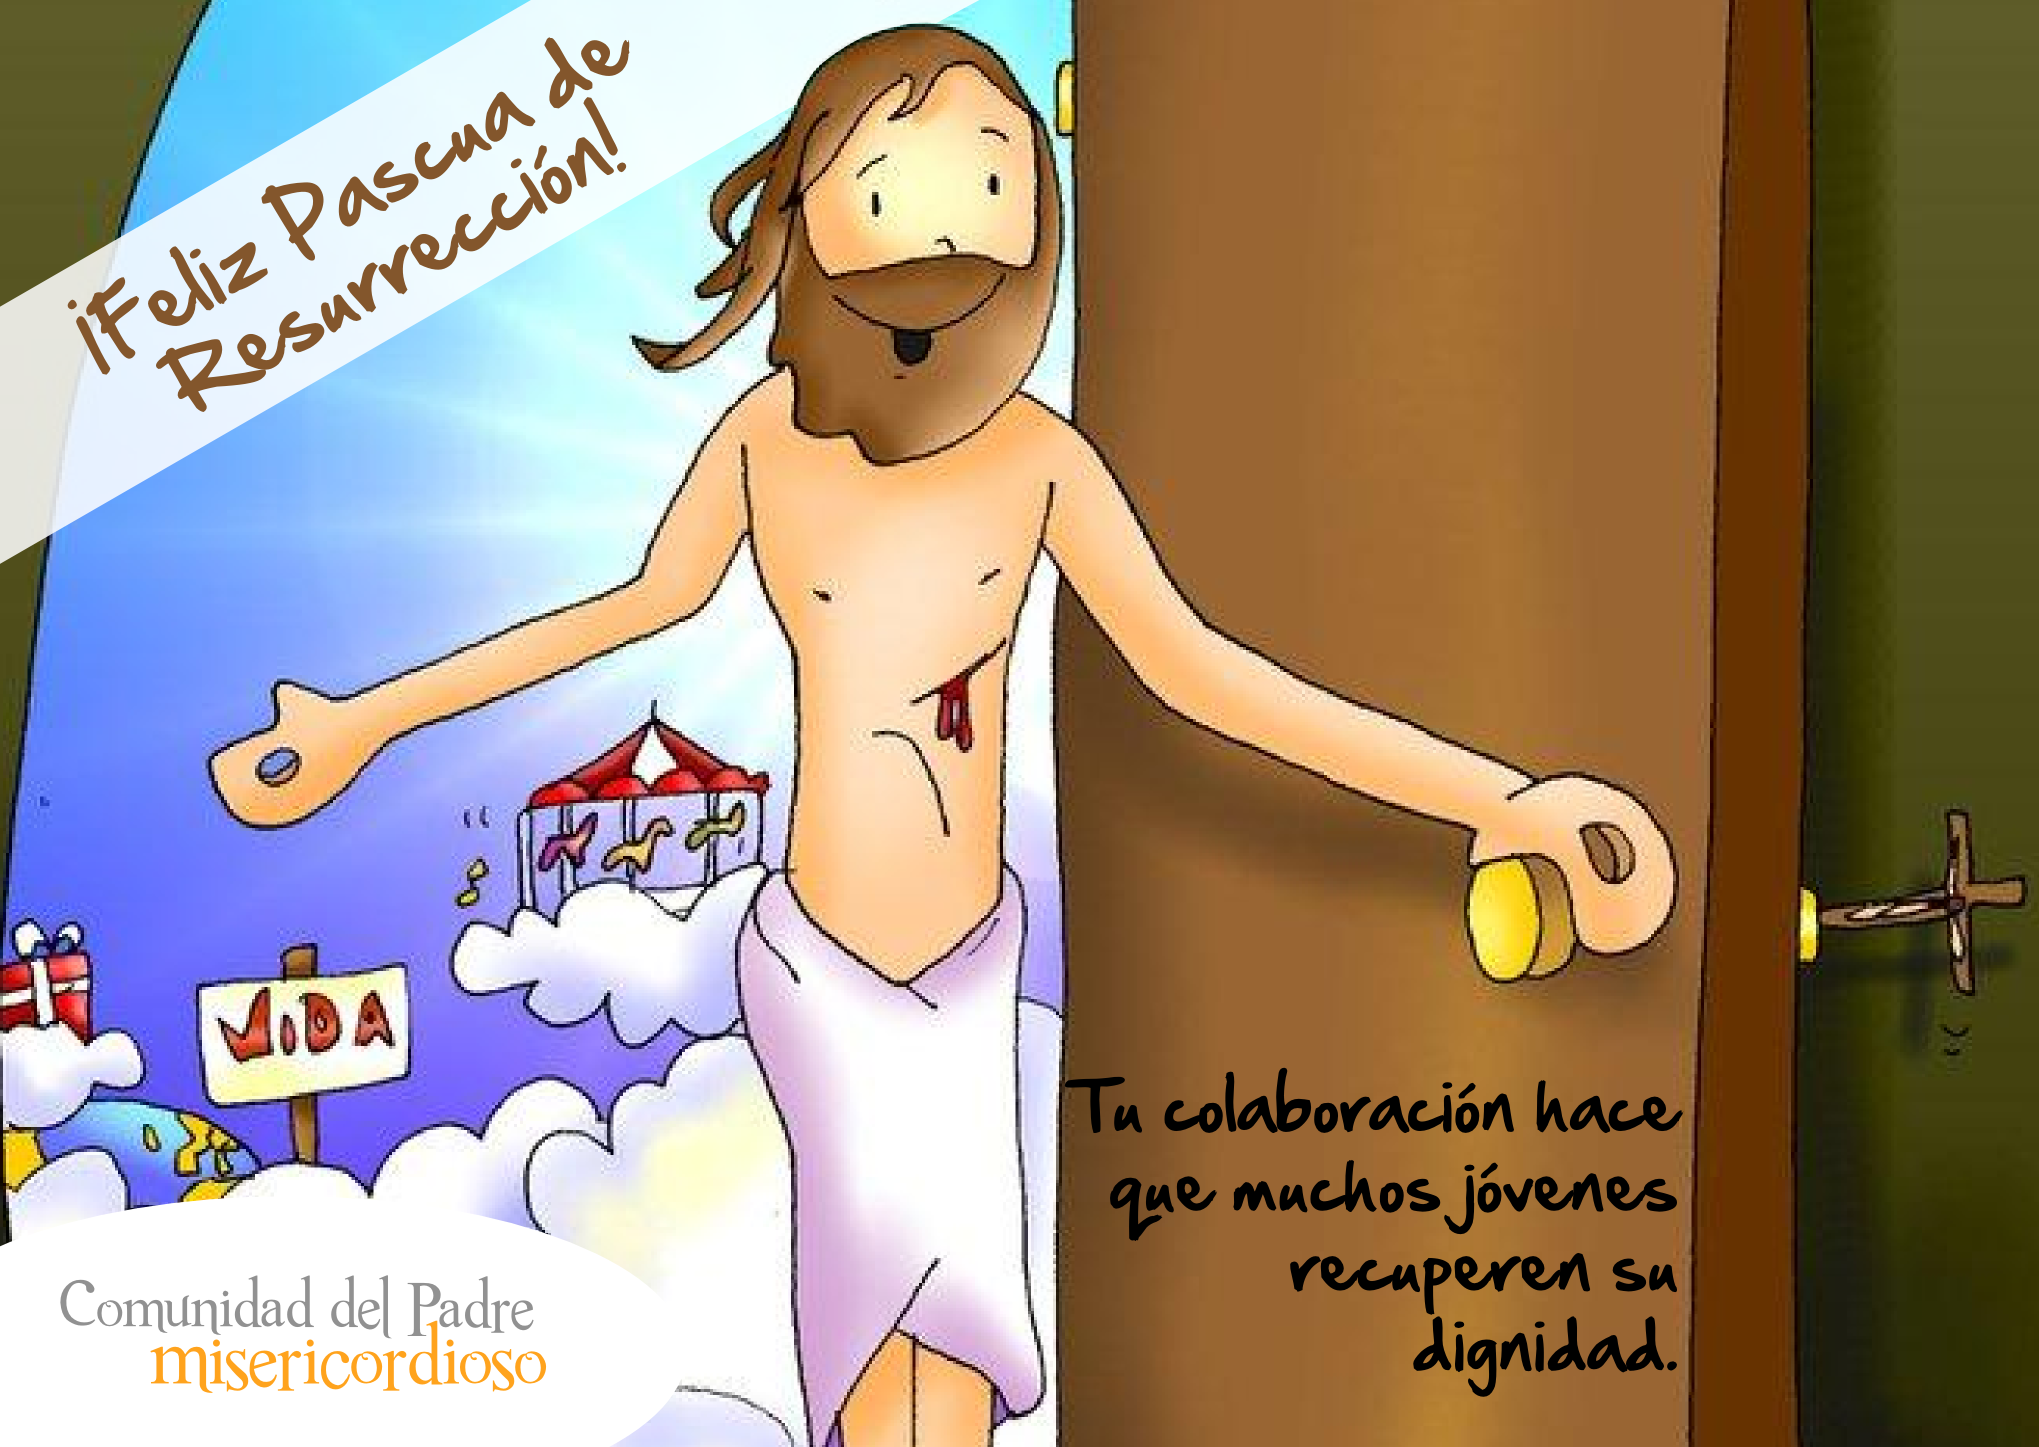 ¡Feliz Pascua de
Resurrección!
VIDA
Tu colaboración hace
que muchos jóvenes
recuperen su
dignidad.
Comunidad del Padre
misericordioso